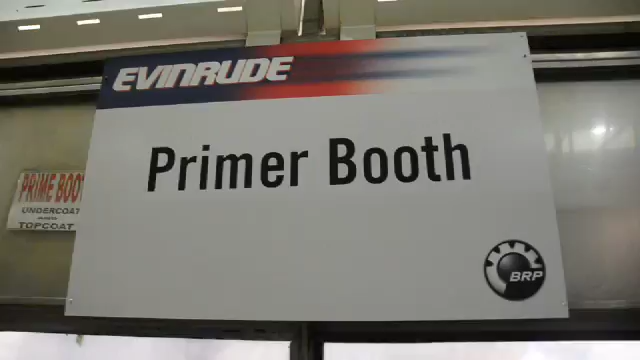 EVINRUDE
Primer Booth
PRIME BOO
UNDERCOAT
TOPCOAT
BRP